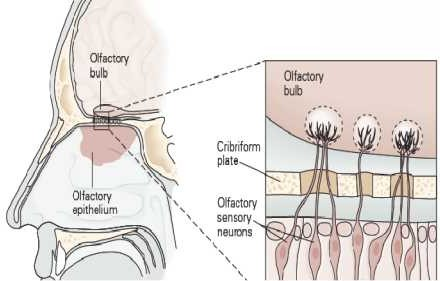 Olfactory
bulb
Olfactory
epithelium
Olfactory
bulb
Cribriform
plate
Olfactory
sensory
neurons